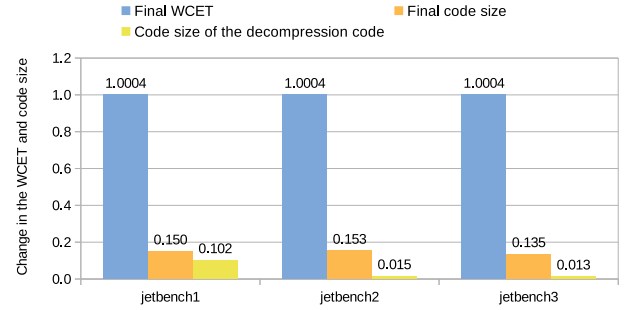 Final WCET
Final code size
Code size of the decompression code
Change in the WCET and code size
1.2
1.0
0.8
0.6
0.4
0.2
0.0
1.0004
0.150
0.102
1.0004
0.153
0.015
1.0004
0.135
0.013
jetbench1
jetbench2
jetbench3